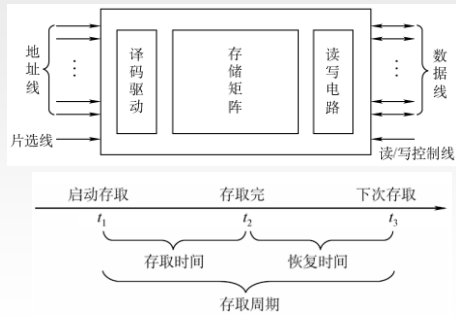 地址线
译码驱动
存储矩阵
读写电路
数据线
片选线
读/写控制线
启动存取
存取完
下次存取
t1
t2
t3
存取时间
恢复时间
存取周期